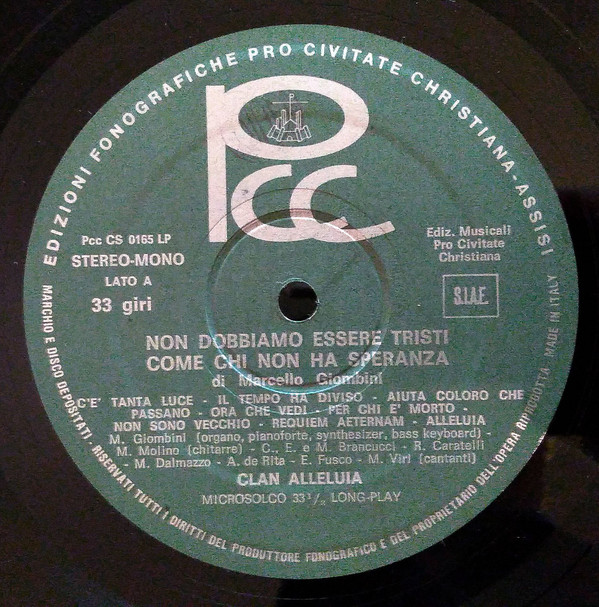 EDIZIONI FONOGRAFICHE PRO CIVITATE CHRISTIANA-ASSISI
Pcc
Pcc CS 0165 LP
STEREO-MONO
LATO A
33 giri
Ediz. Musicali
Pro Civitate
Christiana
S.I.A.E.
NON DOBBIAMO ESSERE TRISTI
COME CHI NON HA SPERANZA
di Marcello Giombini
C'E' TANTA LUCE - IL TEMPO HA DIVISO - AIUTA COLORO CHE
PASSANO - ORA CHE VEDI - PER CHI E' MORTO -
NON SONO VECCHIO - REQUIEM AETERNAM - ALLELUIA
M. Giombini (organo, pianoforte, synthesizer, bass keyboard) -
M. Molino (chitarre) - C., E. e M. Brancucci - R. Caratelli
- M. Dalmazzo - A. de Rita - E. Fusco - M. Virl (cantanti)
CLAN ALLELUIA
MICROSOLCO 33¹/₃ LONG-PLAY
MARCHIO E DISCO DEPOSITATI - RISERVATI TUTTI I DIRITTI DEL PRODUTTORE FONOGRAFICO E DEL PROPRIETARIO DELL'OPERA RIPRODOTTA MADE IN ITALY